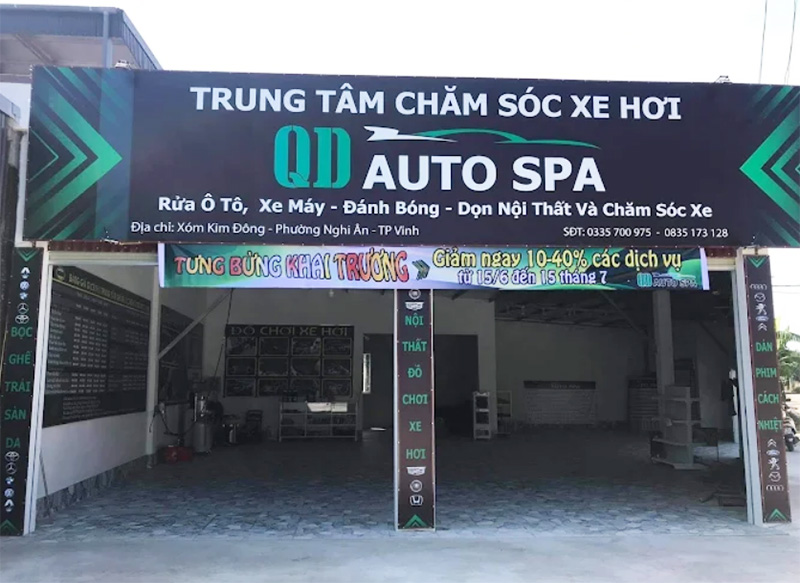 TRUNG TÂM CHĂM SÓC XE HƠI
QD AUTO SPA
Rửa Ô Tô, Xe Máy - Đánh Bóng - Dọn Nội Thất Và Chăm Sóc Xe
Địa chỉ: Xóm Kim Đông - Phường Nghi Ân - TP Vinh
SĐT: 0335 700 975 - 0835 173 128
TƯNG BỪNG KHAI TRƯƠNG
Giảm ngay 10-40% các dịch vụ
từ 15/6 đến 15 tháng 7
QD AUTO SPA
BỌC
GHẾ
TRẢI
SÀN
DA
ĐỒ CHƠI XE HƠI
NỘI
THẤT
ĐỒ
CHƠI
XE
HƠI
DÁN
PHIM
CÁCH
NHIỆT